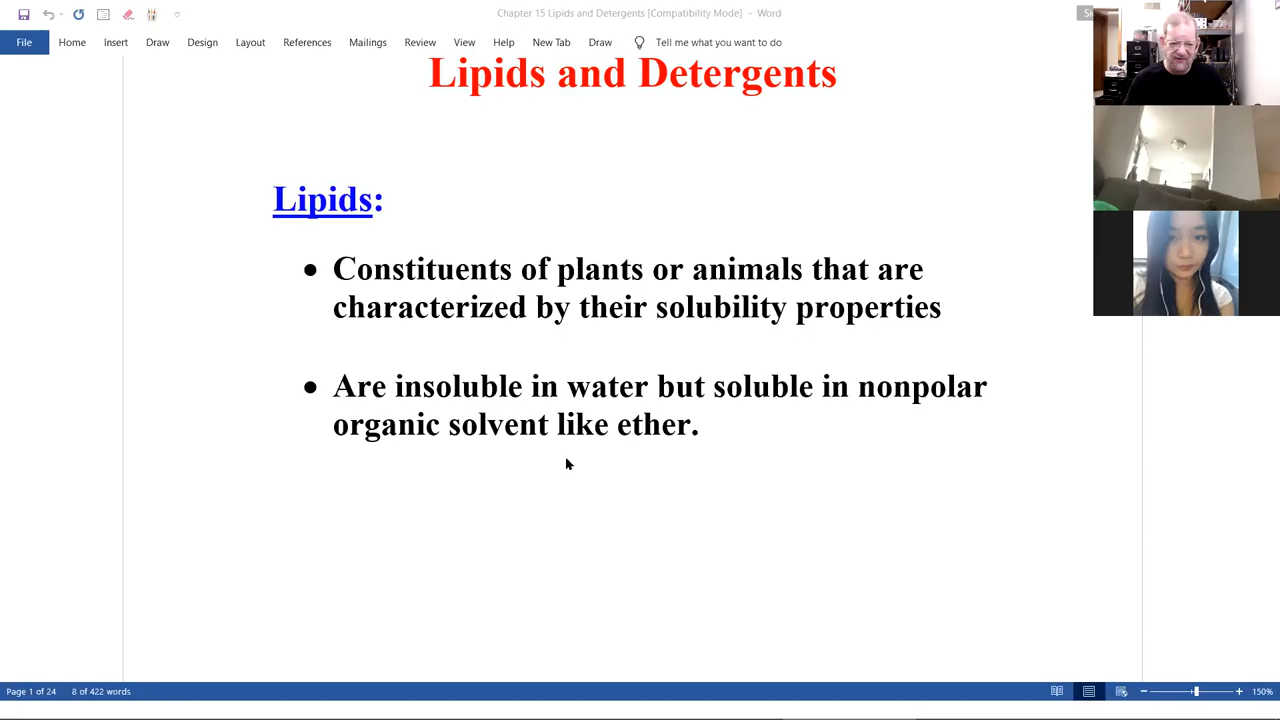 Chapter 15 Lipids and Detergents [Compatibility Mode] - Word
File Home Insert Draw Design Layout References Mailings Review View Help New Tab Draw Tell me what you want to do
Lipids and Detergents
Lipids:
• Constituents of plants or animals that are
characterized by their solubility properties
• Are insoluble in water but soluble in nonpolar
organic solvent like ether.
Page 1 of 24 8 of 422 words 150%